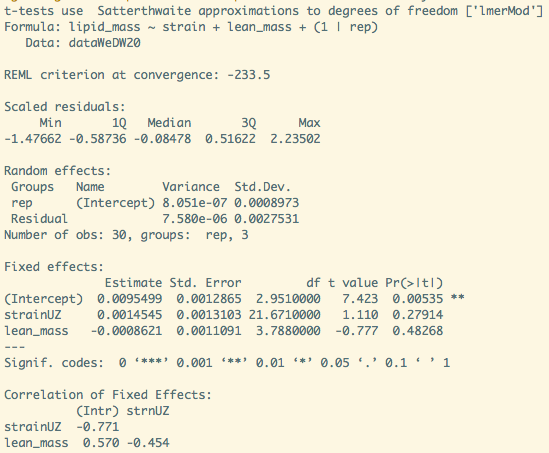 t-tests use  Satterthwaite approximations to degrees of freedom ['lmerMod']
Formula: lipid_mass ~ strain + lean_mass + (1 | rep)
   Data: dataWeDW20

REML criterion at convergence: -233.5

Scaled residuals:
     Min       1Q   Median       3Q      Max
-1.47662 -0.58736 -0.08478  0.51622  2.23502

Random effects:
 Groups   Name        Variance  Std.Dev.
 rep      (Intercept) 8.051e-07 0.0008973
 Residual             7.580e-06 0.0027531
Number of obs: 30, groups:  rep, 3

Fixed effects:
              Estimate Std. Error         df t value Pr(>|t|)
(Intercept)  0.0095499  0.0012865  2.9510000   7.423  0.00535 **
strainUZ     0.0014545  0.0013103 21.6710000   1.110  0.27914
lean_mass   -0.0008621  0.0011091  3.7880000  -0.777  0.48268
---
Signif. codes:  0 ‘***’ 0.001 ‘**’ 0.01 ‘*’ 0.05 ‘.’ 0.1 ‘ ’ 1

Correlation of Fixed Effects:
          (Intr) strnUZ
strainUZ  -0.771
lean_mass  0.570 -0.454